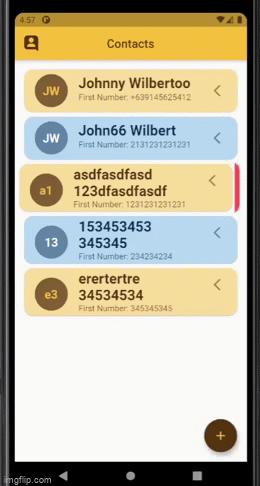 4:57
Contacts
JW
Johnny Wilbertoo
First Number: +639145625412
JW
John66 Wilbert
First Number: 2131231231231
a1
asdfasdfasd
123dfasdfasdf
First Number: 1231231231231
13
153453453
345345
First Number: 234234234
e3
erertertre
34534534
First Number: 345345345
+
imgflip.com